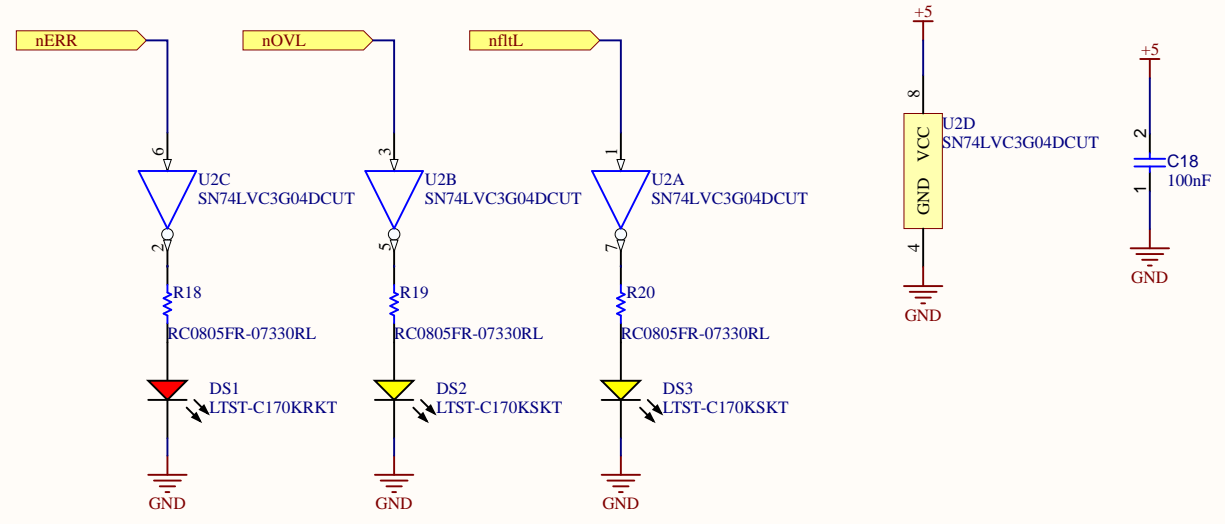 nERR
nOVL
nfltL
+5
+5
6
3
1
8
2
U2C
SN74LVC3G04DCUT
U2B
SN74LVC3G04DCUT
U2A
SN74LVC3G04DCUT
GND VCC
U2D
SN74LVC3G04DCUT
C18
100nF
1
2
5
7
4
GND
GND
R18
RC0805FR-07330RL
R19
RC0805FR-07330RL
R20
RC0805FR-07330RL
DS1
LTST-C170KRKT
DS2
LTST-C170KSKT
DS3
LTST-C170KSKT
GND
GND
GND